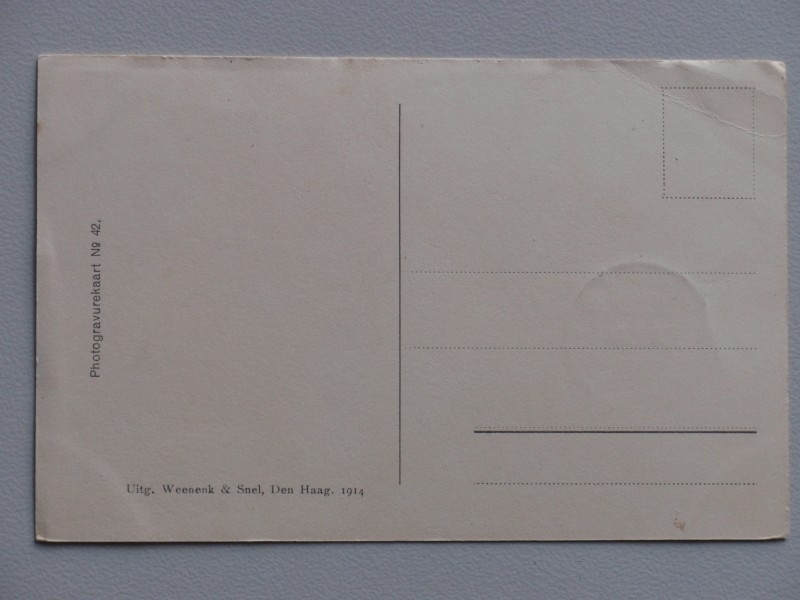 Photogravurekaart № 42,
Uitg. Weenenk & Snel, Den Haag. 1914